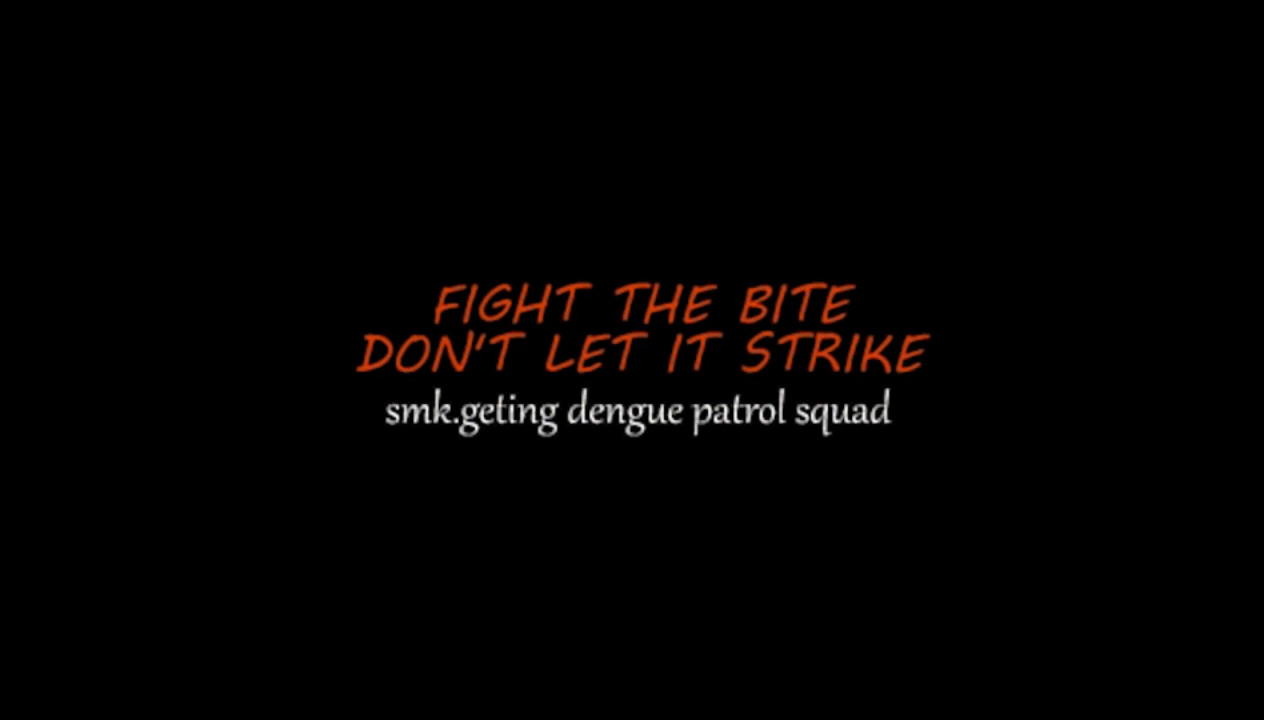 FIGHT THE BITE
DON'T LET IT STRIKE
smk.geting dengue patrol squad